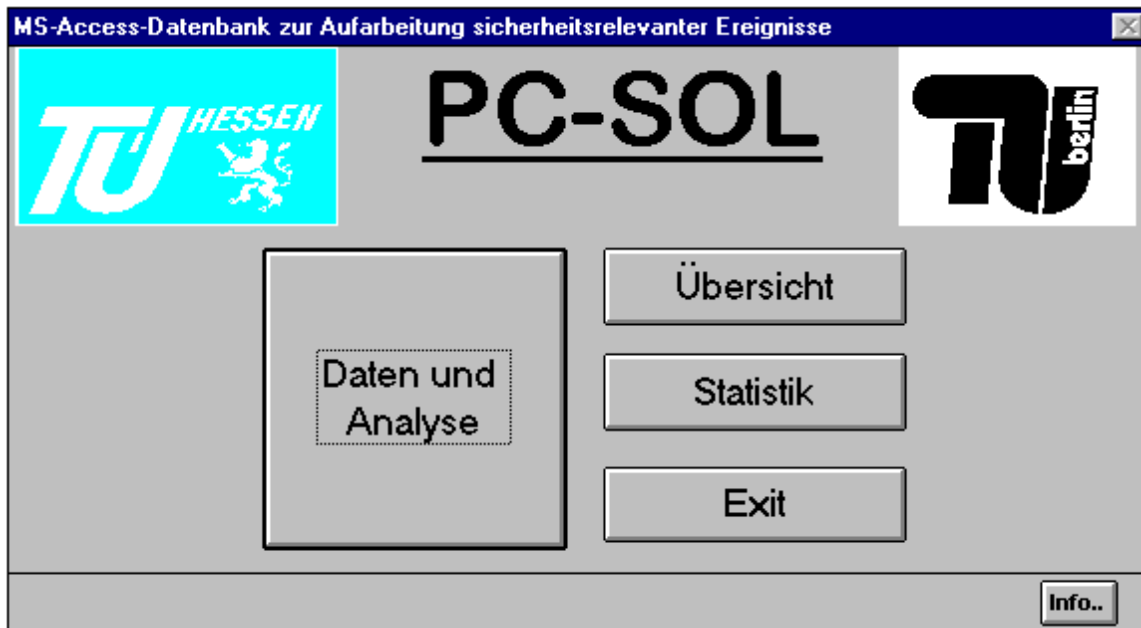 MS-Access-Datenbank zur Aufarbeitung sicherheitsrelevanter Ereignisse
TÜ HESSEN
PC-SOL
TU berlin
Daten und
Analyse
Übersicht
Statistik
Exit
Info..